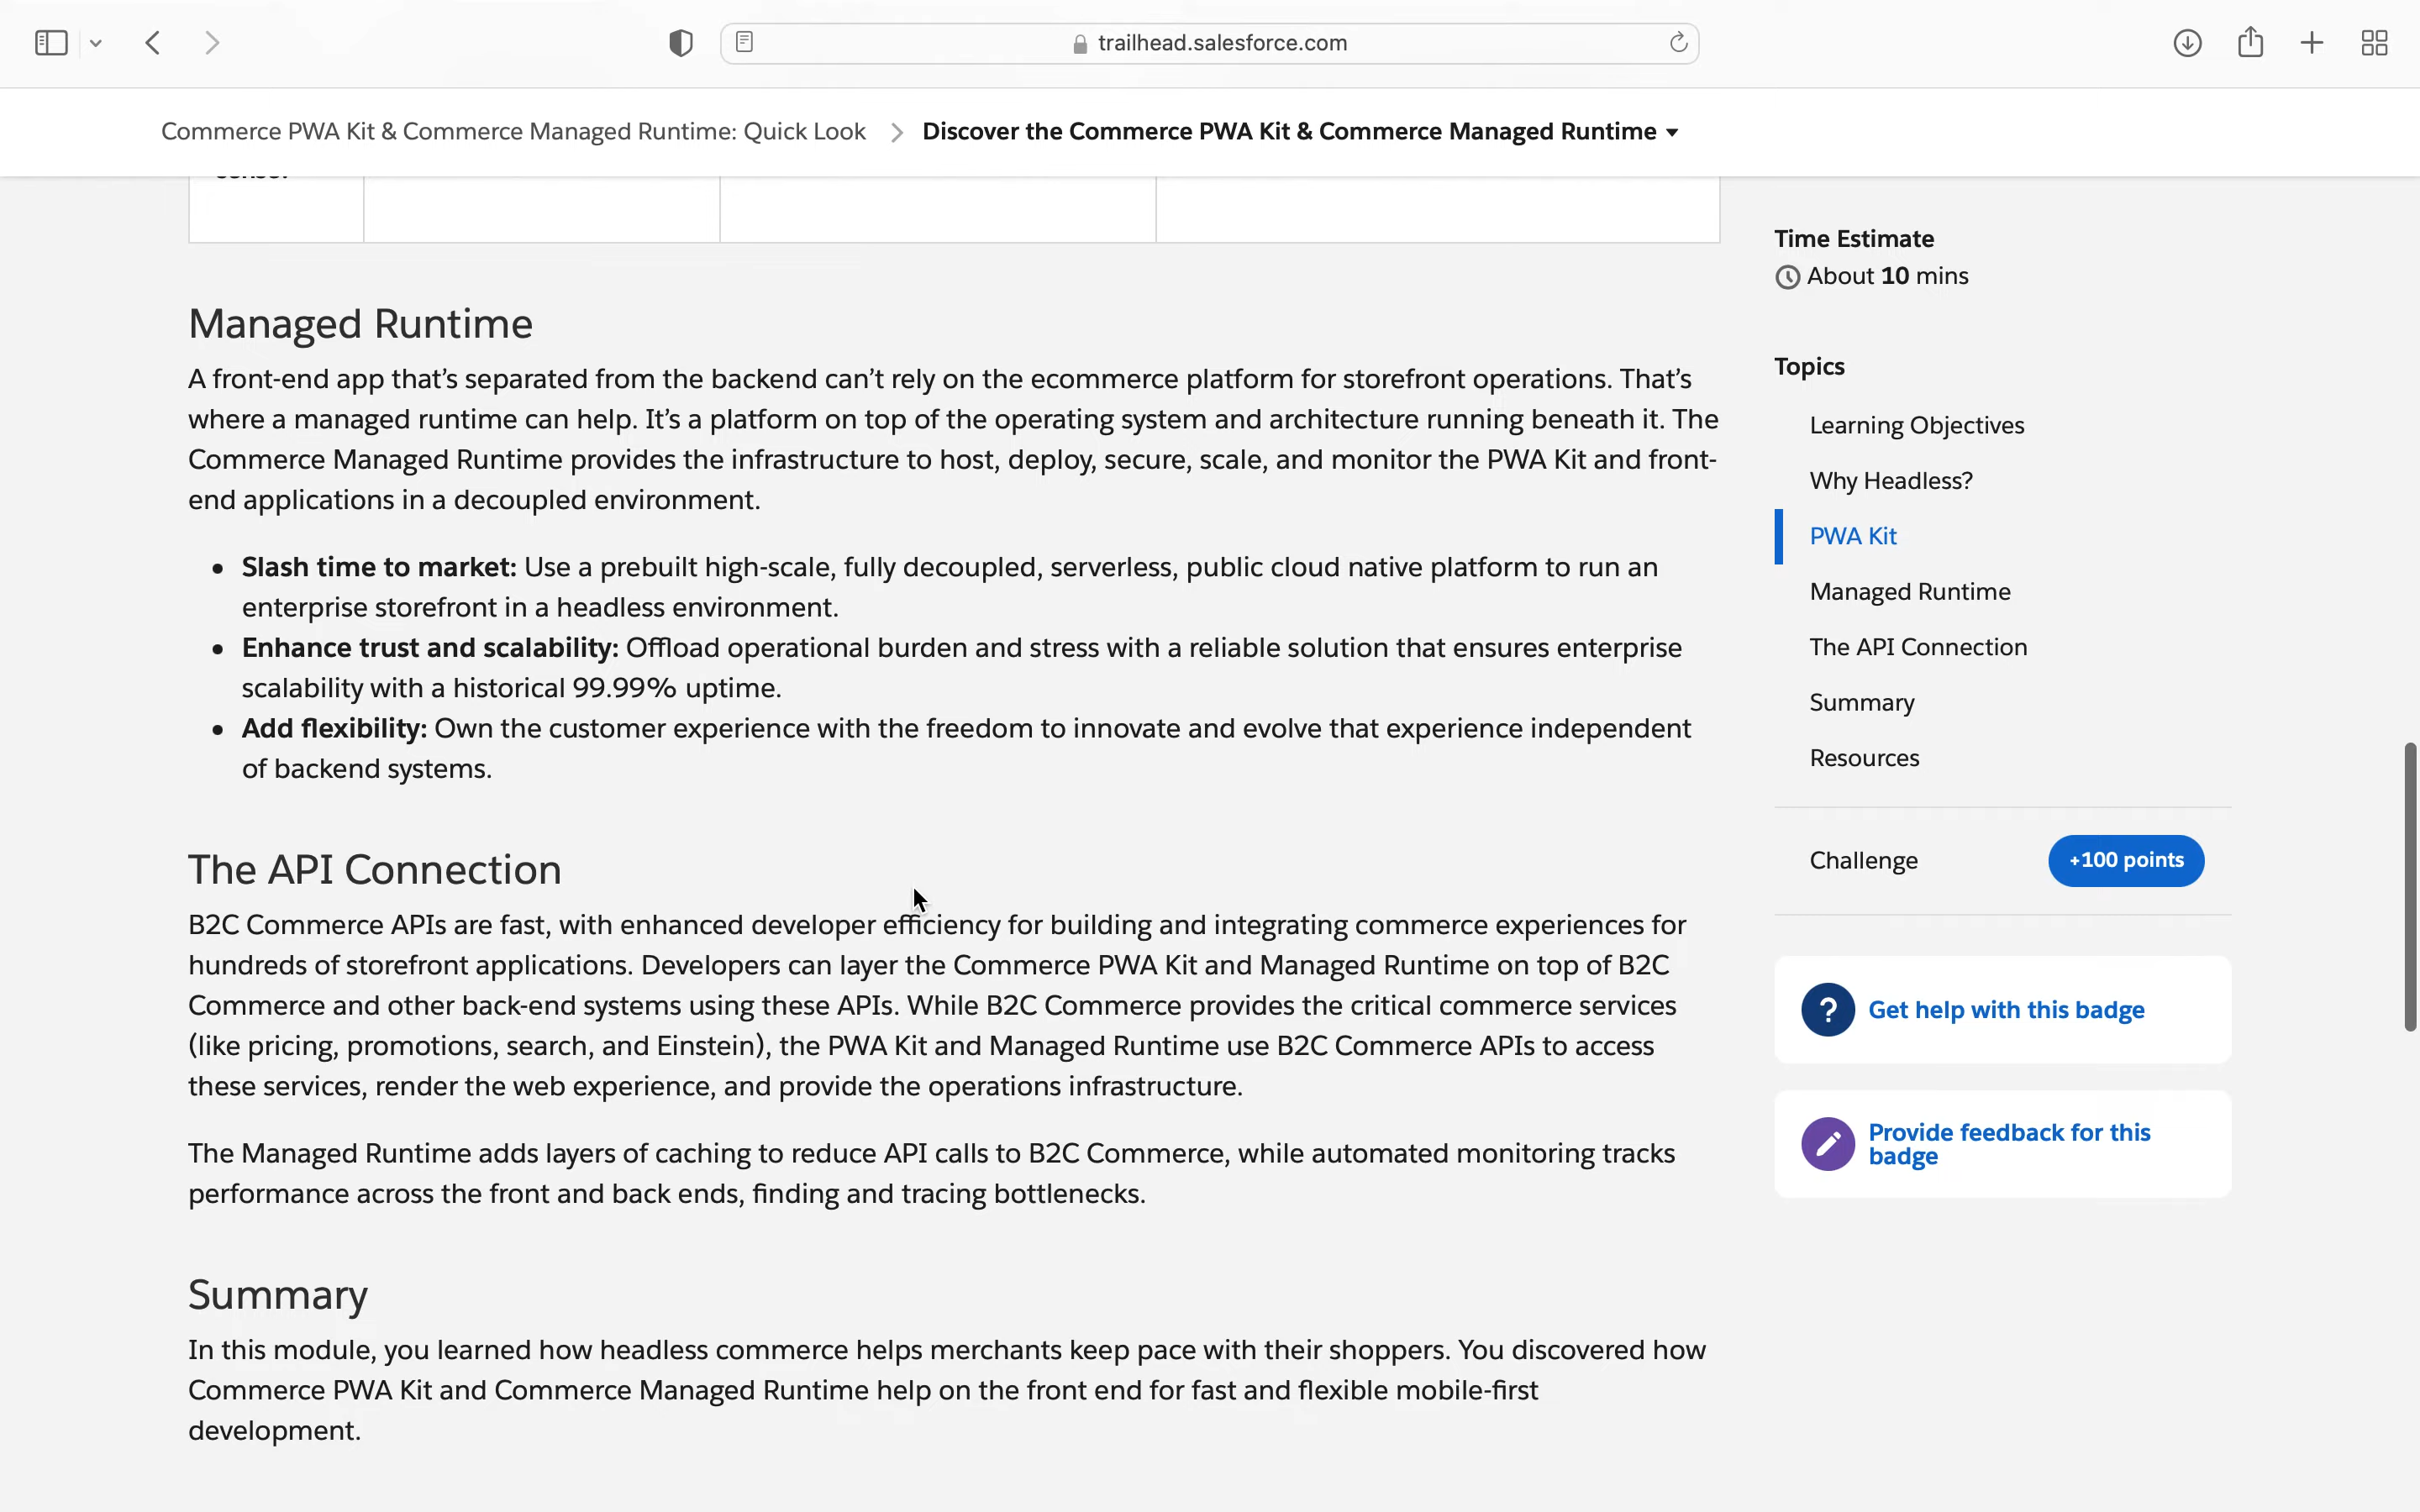 trailhead.salesforce.com
Commerce PWA Kit & Commerce Managed Runtime: Quick Look
Discover the Commerce PWA Kit & Commerce Managed Runtime
Managed Runtime
A front-end app that’s separated from the backend can’t rely on the ecommerce platform for storefront operations. That’s
where a managed runtime can help. It’s a platform on top of the operating system and architecture running beneath it. The
Commerce Managed Runtime provides the infrastructure to host, deploy, secure, scale, and monitor the PWA Kit and front-
end applications in a decoupled environment.
• Slash time to market: Use a prebuilt high-scale, fully decoupled, serverless, public cloud native platform to run an
enterprise storefront in a headless environment.
• Enhance trust and scalability: Offload operational burden and stress with a reliable solution that ensures enterprise
scalability with a historical 99.99% uptime.
• Add flexibility: Own the customer experience with the freedom to innovate and evolve that experience independent
of backend systems.
The API Connection
B2C Commerce APIs are fast, with enhanced developer efficiency for building and integrating commerce experiences for
hundreds of storefront applications. Developers can layer the Commerce PWA Kit and Managed Runtime on top of B2C
Commerce and other back-end systems using these APIs. While B2C Commerce provides the critical commerce services
(like pricing, promotions, search, and Einstein), the PWA Kit and Managed Runtime use B2C Commerce APIs to access
these services, render the web experience, and provide the operations infrastructure.
The Managed Runtime adds layers of caching to reduce API calls to B2C Commerce, while automated monitoring tracks
performance across the front and back ends, finding and tracing bottlenecks.
Summary
In this module, you learned how headless commerce helps merchants keep pace with their shoppers. You discovered how
Commerce PWA Kit and Commerce Managed Runtime help on the front end for fast and flexible mobile-first
development.
Time Estimate
About 10 mins
Topics
Learning Objectives
Why Headless?
PWA Kit
Managed Runtime
The API Connection
Summary
Resources
Challenge
+100 points
? Get help with this badge
Provide feedback for this
badge